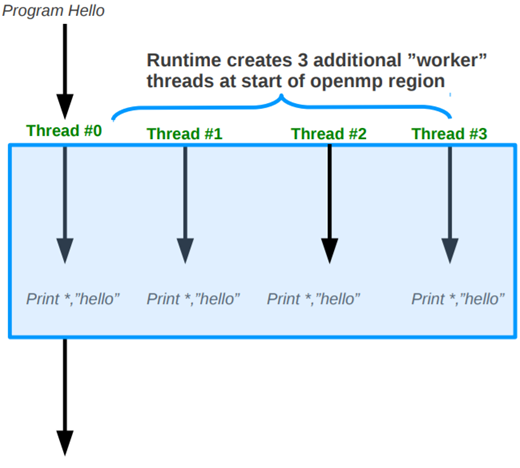 Program Hello
Runtime creates 3 additional ”worker”
threads at start of openmp region
Thread #0 Thread #1 Thread #2 Thread #3
Print *,”hello” Print *,”hello” Print *,”hello” Print *,”hello”